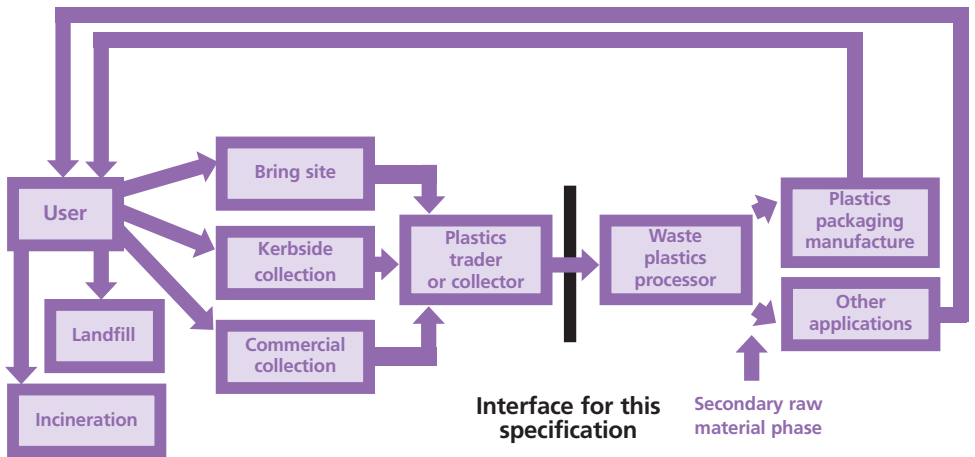 User
Landfill
Incineration
Bring site
Kerbside
collection
Commercial
collection
Plastics
trader
or collector
Interface for this
specification
Waste
plastics
processor
Plastics
packaging
manufacture
Other
applications
Secondary raw
material phase